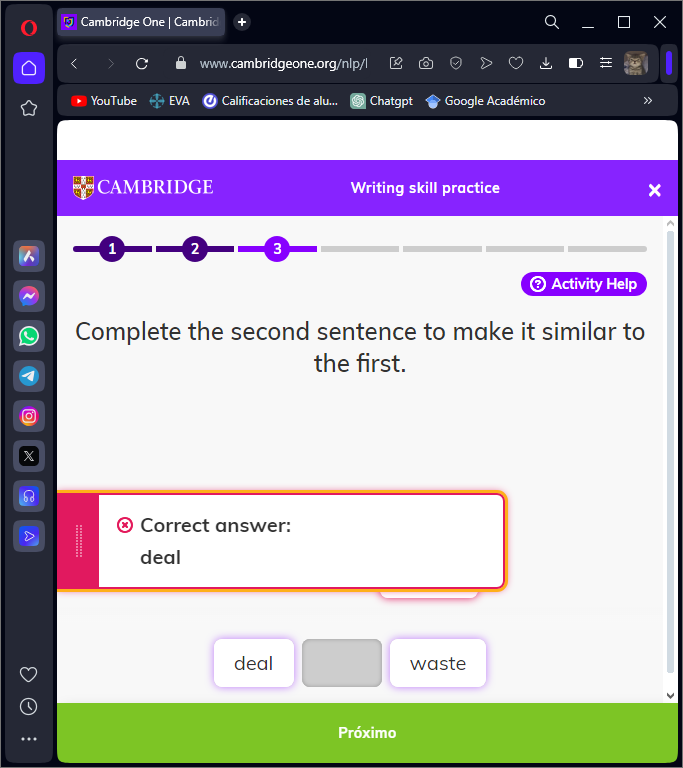 Cambridge One | Cambrid
www.cambridgeone.org/nlp/l
YouTube
EVA
Calificaciones de alu...
Chatgpt
Google Académico
CAMBRIDGE
Writing skill practice
1
2
3
Activity Help
Complete the second sentence to make it similar to
the first.
Correct answer:
deal
deal
waste
Próximo